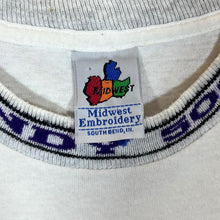 MIDWEST
Midwest
Embroidery
SOUTH BEND, IN.